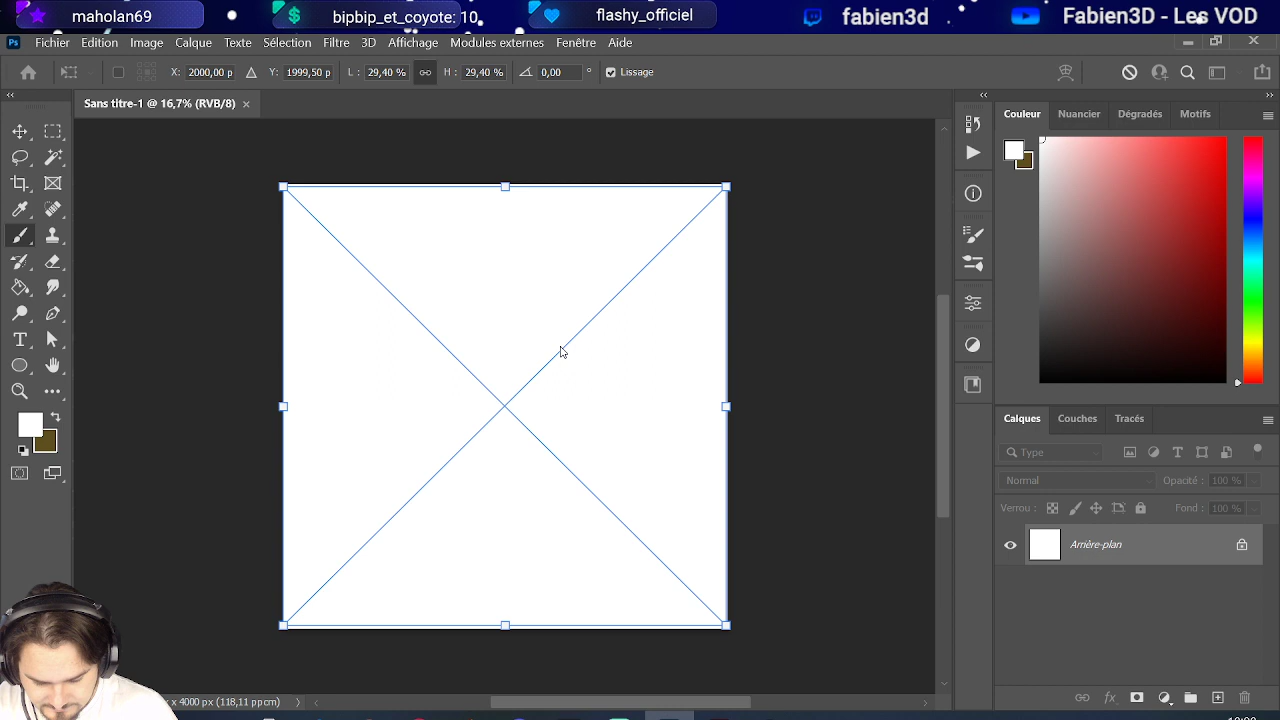 maholan69
bipbip_et_coyote: 10
flashy_officiel
fabien3d
Fabien3D - Les VOD
Ps
Fichier
Edition
Image
Calque
Texte
Sélection
Filtre
3D
Affichage
Modules externes
Fenêtre
Aide
X: 2000,00 p
Y: 1999,50 p
L : 29,40 %
H : 29,40 %
0,00 °
Lissage
Sans titre-1 @ 16,7% (RVB/8)
Couleur
Nuancier
Dégradés
Motifs
Calques
Couches
Tracés
Type
Normal
Opacité : 100 %
Verrou :
Fond : 100 %
Arrière-plan
x 4000 px (118,11 ppcm)